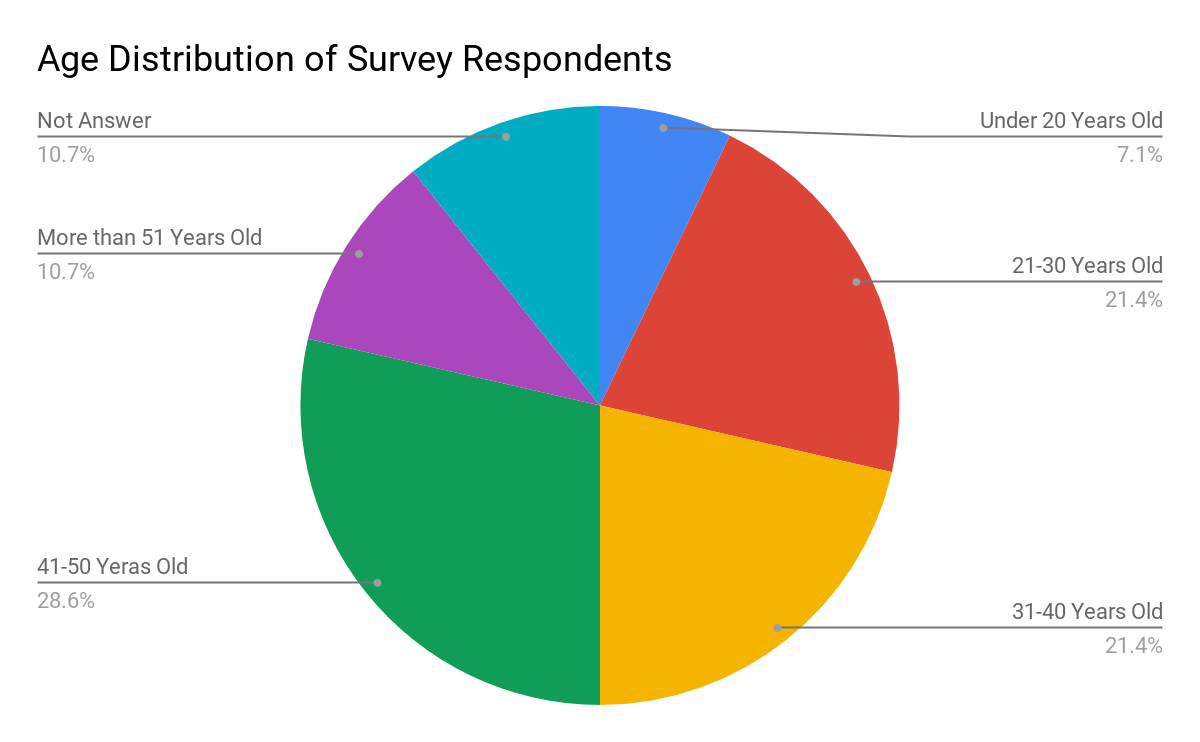 Age Distribution of Survey Respondents
Not Answer
10.7%
More than 51 Years Old
10.7%
41-50 Yeras Old
28.6%
Under 20 Years Old
7.1%
21-30 Years Old
21.4%
31-40 Years Old
21.4%